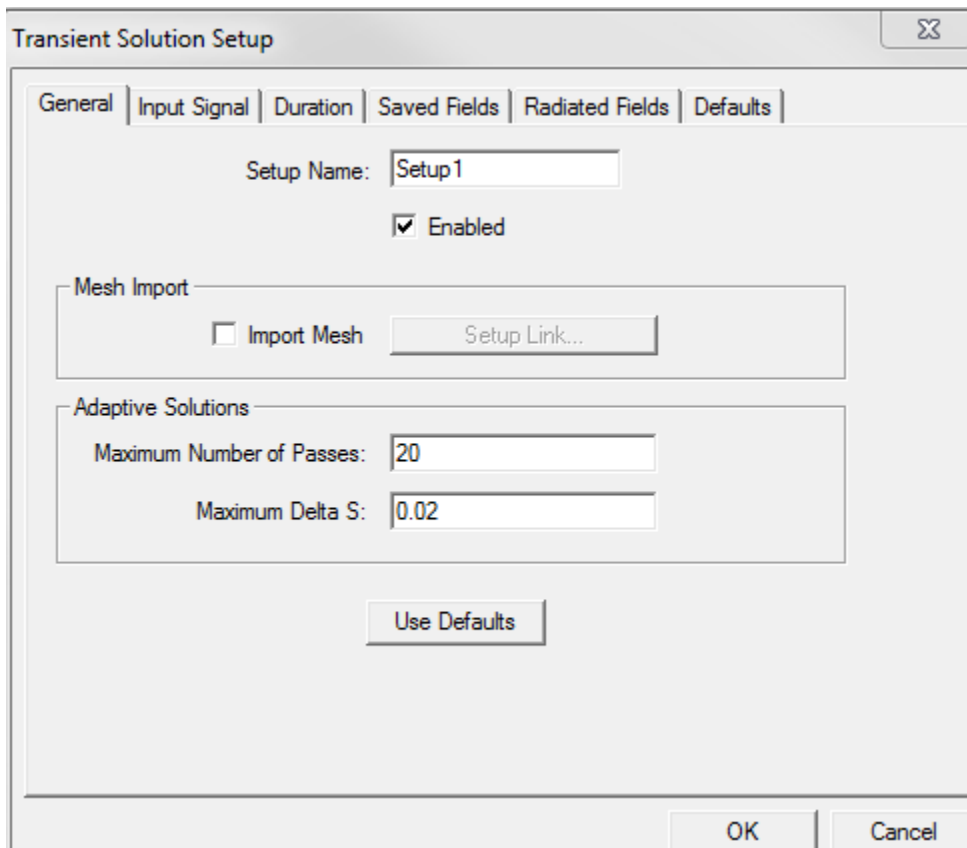 Transient Solution Setup
General Input Signal Duration Saved Fields Radiated Fields Defaults
Setup Name: Setup1
Enabled
Mesh Import
Import Mesh Setup Link...
Adaptive Solutions
Maximum Number of Passes: 20
Maximum Delta S: 0.02
Use Defaults
OK Cancel